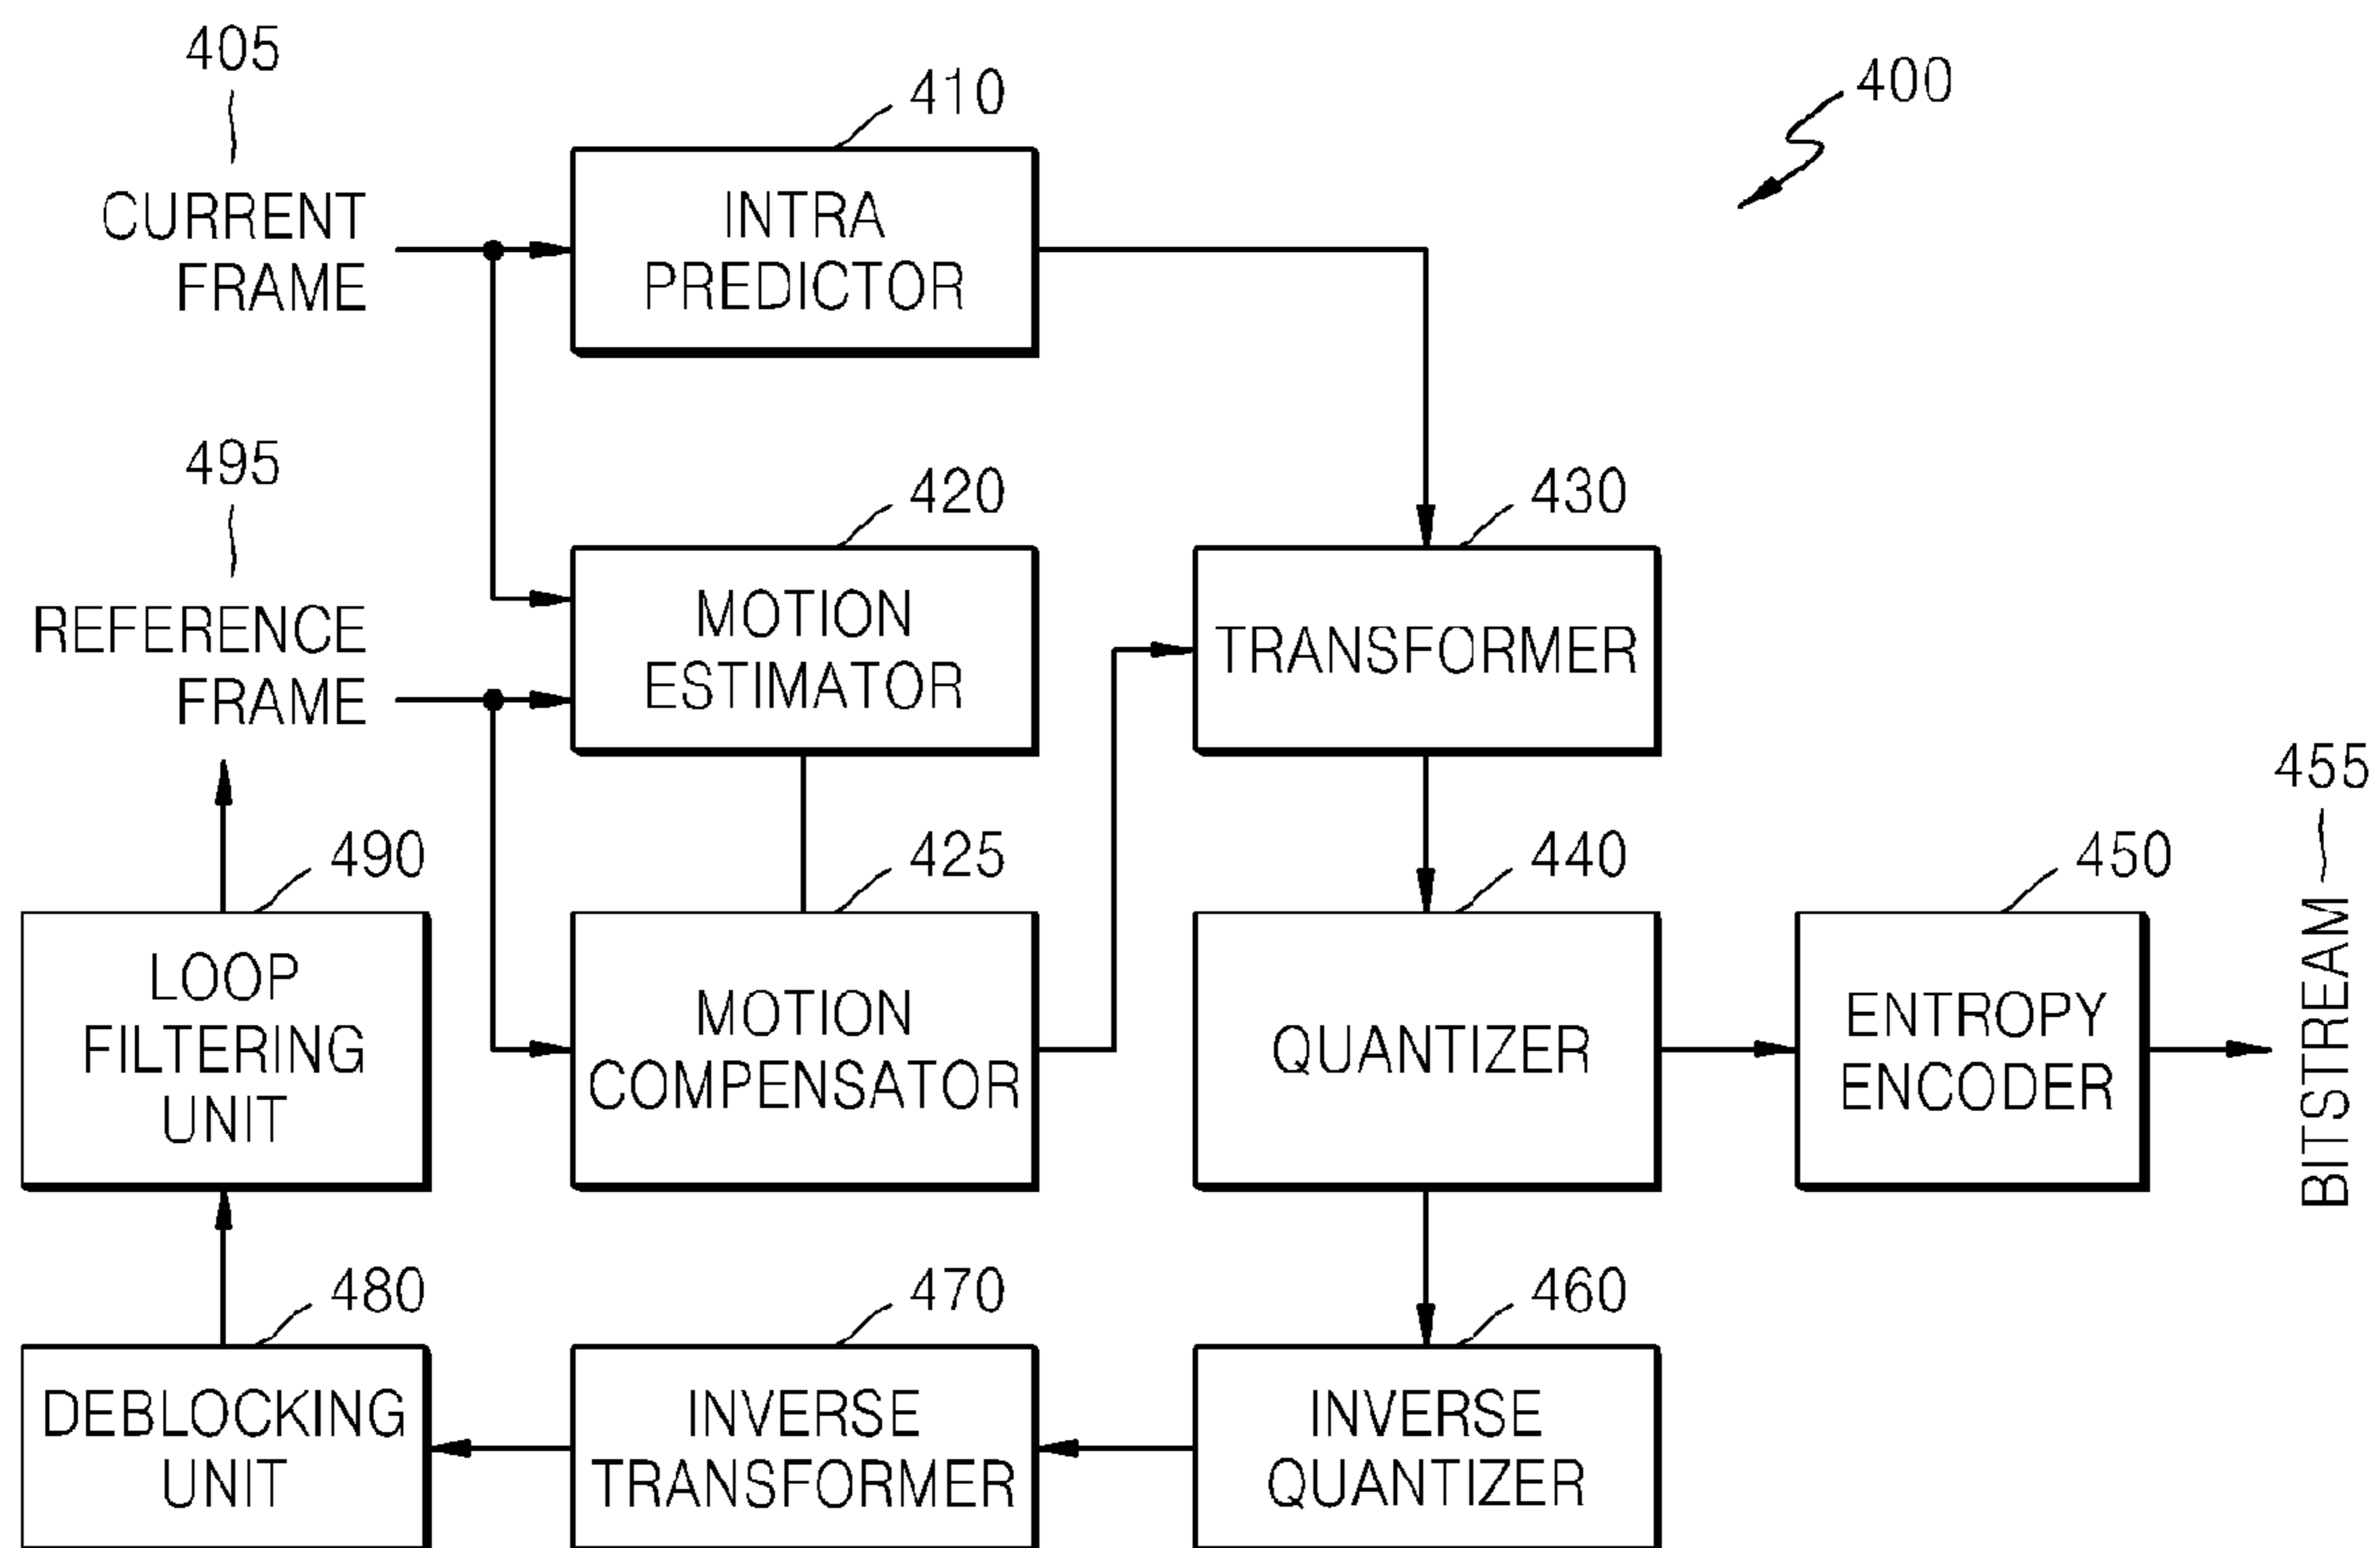 405
410
400
CURRENT
FRAME
INTRA
PREDICTOR
495
420
430
REFERENCE
FRAME
MOTION
ESTIMATOR
TRANSFORMER
455
490
425
440
450
LOOP
FILTERING
UNIT
MOTION
COMPENSATOR
QUANTIZER
ENTROPY
ENCODER
BITSTREAM
480
470
460
DEBLOCKING
UNIT
INVERSE
TRANSFORMER
INVERSE
QUANTIZER